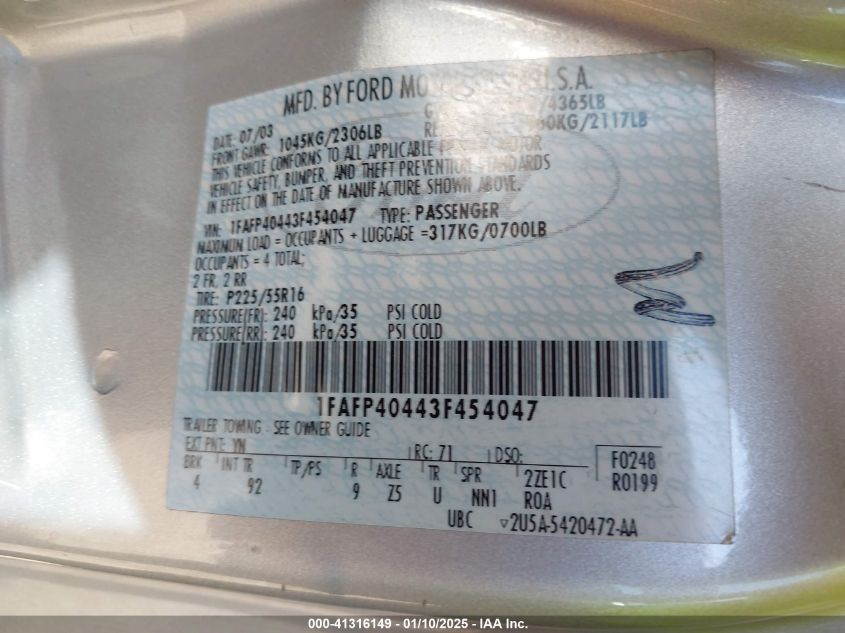 MFD. BY FORD MO U.S.A.
DATE: 07/03 G /4365LB
FRONT GAWR: 1045KG/2306LB RE 60KG/2117LB
THIS VEHICLE CONFORMS TO ALL APPLICABLE MOTOR
VEHICLE SAFETY, BUMPER, AND THEFT PREVENTION STANDARDS
IN EFFECT ON THE DATE OF MANUFACTURE SHOWN ABOVE.
VIN: 1FAFP40443F454047 TYPE: PASSENGER
MAXIMUM LOAD = OCCUPANTS + LUGGAGE =317KG/0700LB
OCCUPANTS = 4 TOTAL;
2 FR, 2 RR
TIRE: P225/55R16
PRESSURE(FR): 240 kPa/35 PSI COLD
PRESSURE(RR): 240 kPa/35 PSI COLD
1FAFP40443F454047
TRAILER TOWING - SEE OWNER GUIDE
EXT PNT: YN RC: 71 DSO: F0248
BRK INT TR TP/PS R AXLE TR SPR 2ZE1C R0199
4 92 9 Z5 U NN1 ROA
UBC ▿2U5A-5420472-AA
000-41316149 - 01/10/2025 - IAA Inc.